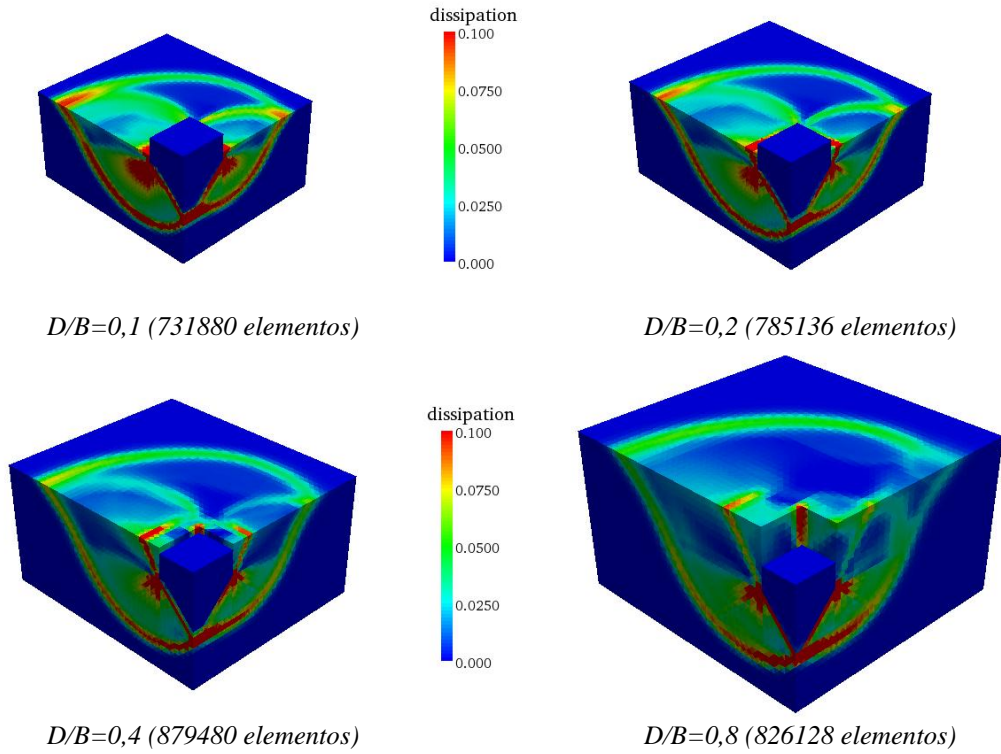 dissipation
0.100
0.0750
0.0500
0.0250
0.000
D/B=0,1 (731880 elementos)
D/B=0,2 (785136 elementos)
dissipation
0.100
0.0750
0.0500
0.0250
0.000
D/B=0,4 (879480 elementos)
D/B=0,8 (826128 elementos)